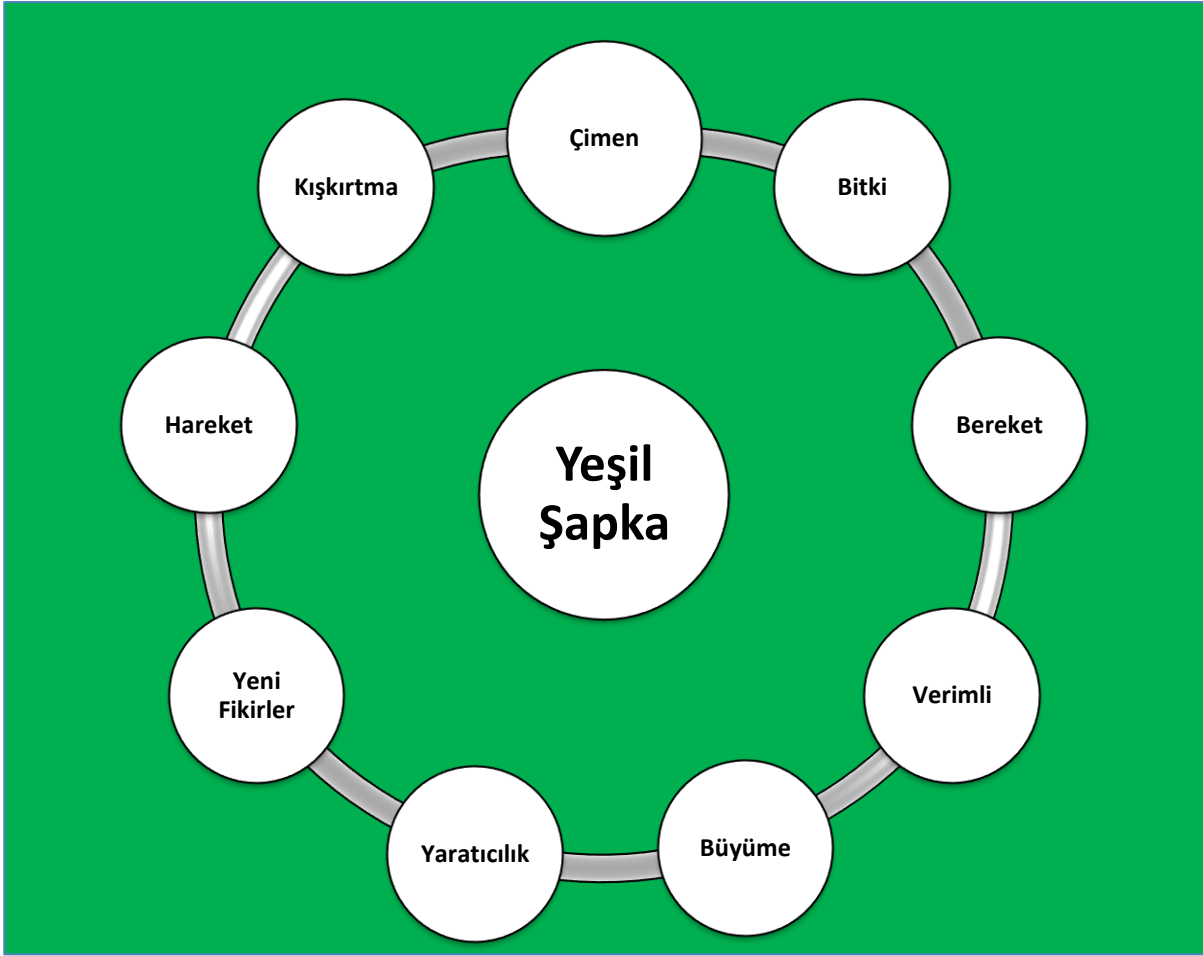 Çimen
Bitki
Bereket
Verimli
Büyüme
Yaratıcılık
Yeni
Fikirler
Hareket
Kışkırtma
Yeşil
Şapka